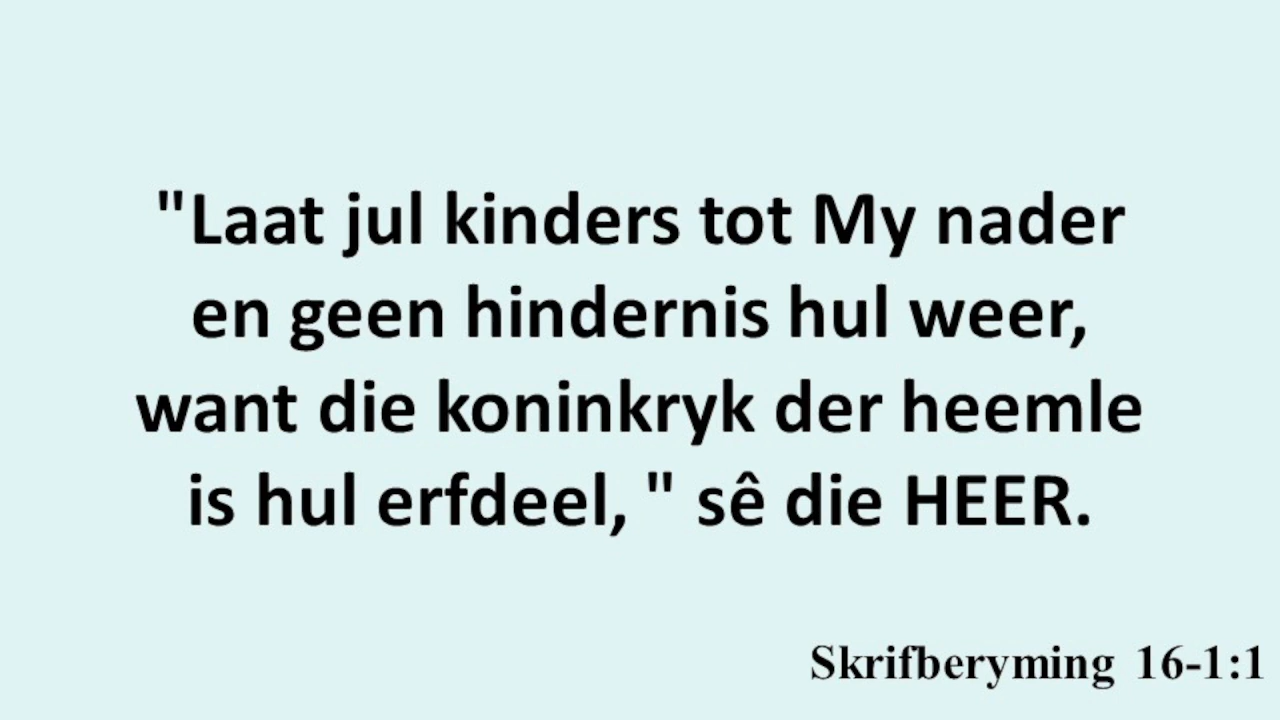 "Laat jul kinders tot My nader
en geen hindernis hul weer,
want die koninkryk der heemle
is hul erfdeel, " sê die HEER.
Skrifberyming 16-1:1